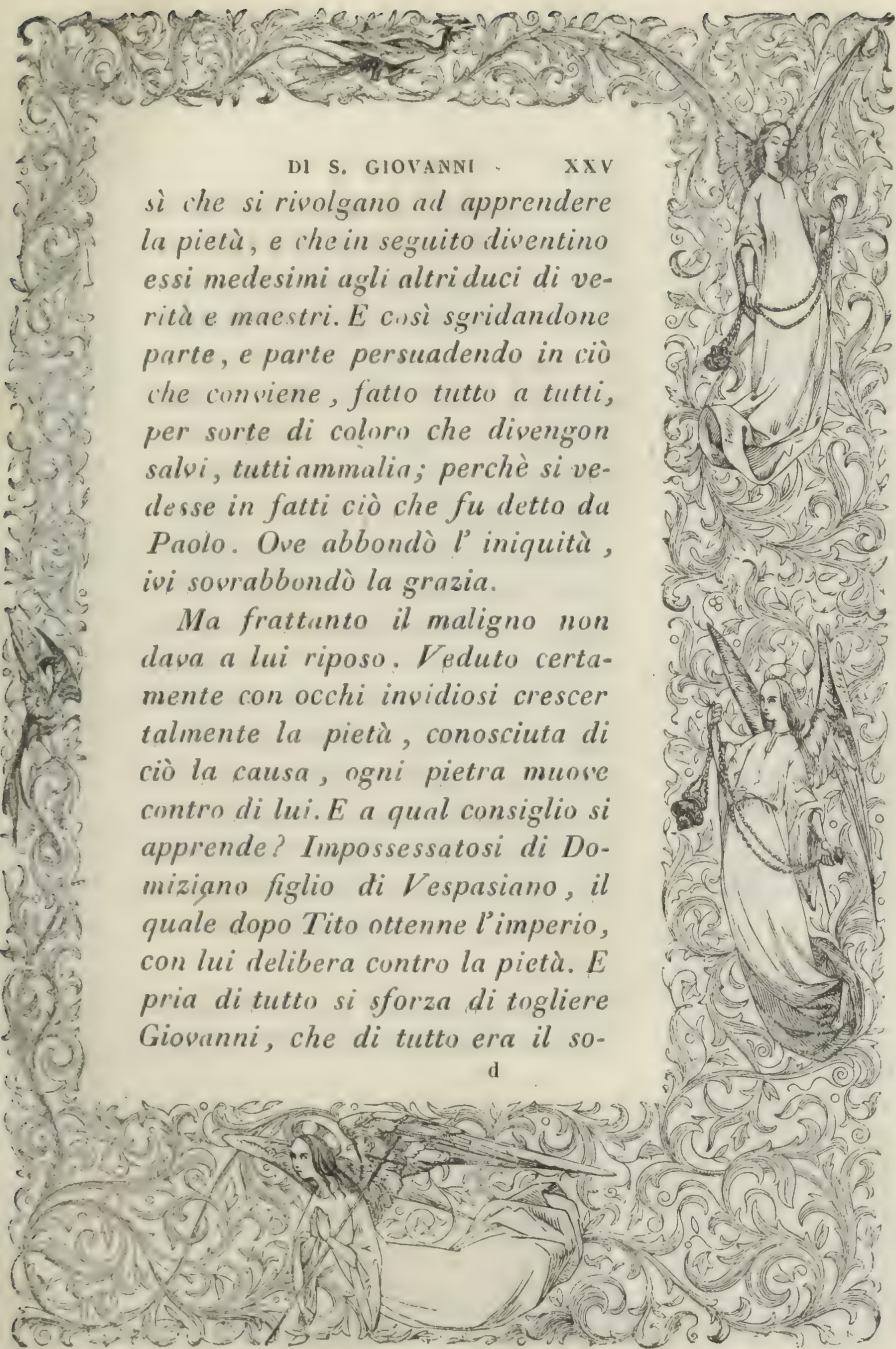 DI S. GIOVANNI XXV
sì che si rivolgano ad apprendere
la pietà, e che in seguito diventino
essi medesimi agli altri duci di ve-
rità e maestri. E così sgridandone
parte, e parte persuadendo in ciò
che conviene, fatto tutto a tutti,
per sorte di coloro che divengon
salvi, tutti ammalia; perchè si ve-
desse in fatti ciò che fu detto da
Paolo. Ove abbondò l' iniquità,
ivi sovrabbondò la grazia.
Ma frattanto il maligno non
dava a lui riposo. Veduto certa-
mente con occhi invidiosi crescer
talmente la pietà, conosciuta di
ciò la causa, ogni pietra muove
contro di lui. E a qual consiglio si
apprende? Impossessatosi di Do-
miziano figlio di Vespasiano, il
quale dopo Tito ottenne l'imperio,
con lui delibera contro la pietà. E
pria di tutto si sforza di togliere
Giovanni, che di tutto era il so-
d